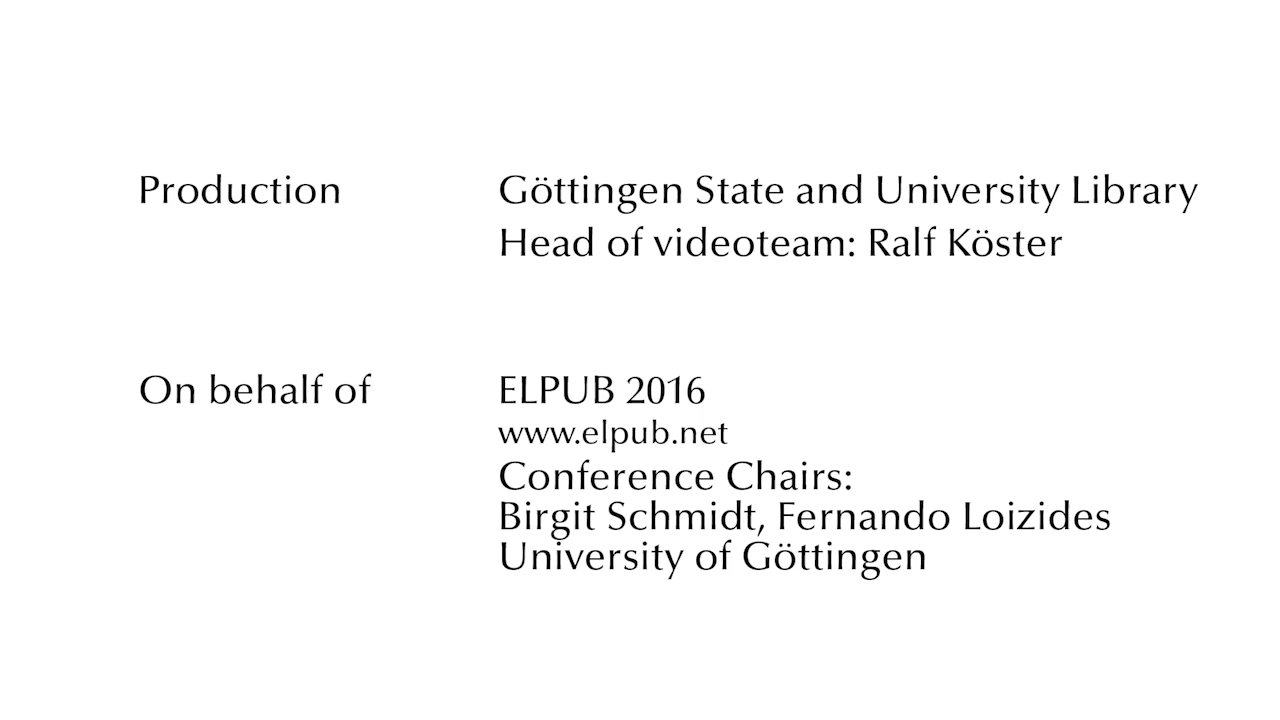 Production
Göttingen State and University Library
Head of videoteam: Ralf Köster
On behalf of
ELPUB 2016
www.elpub.net
Conference Chairs:
Birgit Schmidt, Fernando Loizides
University of Göttingen